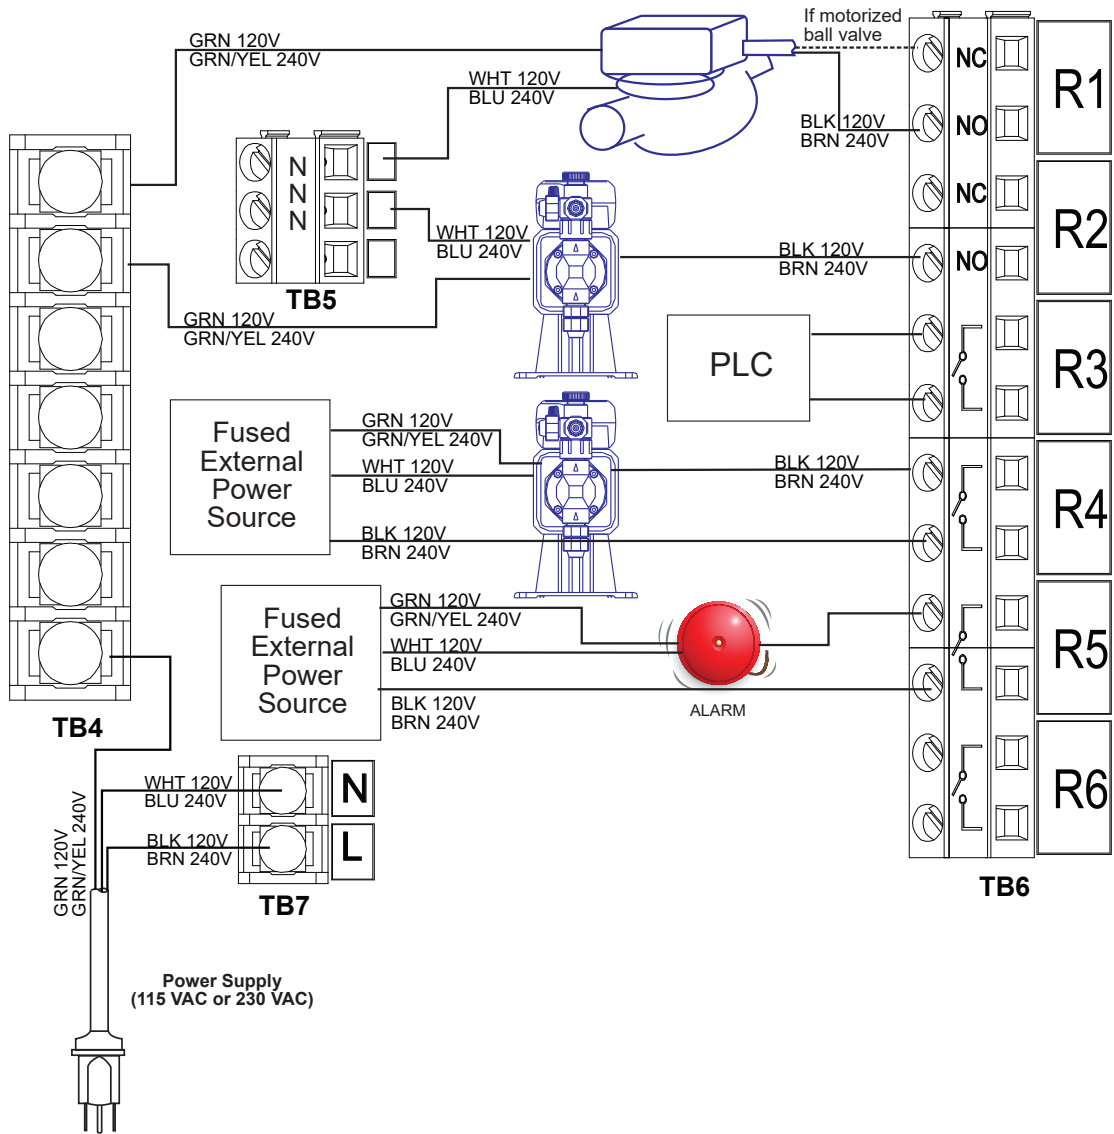 If motorized
ball valve
GRN 120V
GRN/YEL 240V
WHT 120V
BLU 240V
BLK 120V
BRN 240V
NC
NO
R1
N
N
N
TB5
WHT 120V
BLU 240V
BLK 120V
BRN 240V
NC
NO
R2
GRN 120V
GRN/YEL 240V
PLC
R3
Fused
External
Power
Source
GRN 120V
GRN/YEL 240V
WHT 120V
BLU 240V
BLK 120V
BRN 240V
BLK 120V
BRN 240V
R4
Fused
External
Power
Source
GRN 120V
GRN/YEL 240V
WHT 120V
BLU 240V
BLK 120V
BRN 240V
ALARM
R5
R6
TB6
TB4
WHT 120V
BLU 240V
N
BLK 120V
BRN 240V
L
TB7
GRN 120V
GRN/YEL 240V
Power Supply
(115 VAC or 230 VAC)